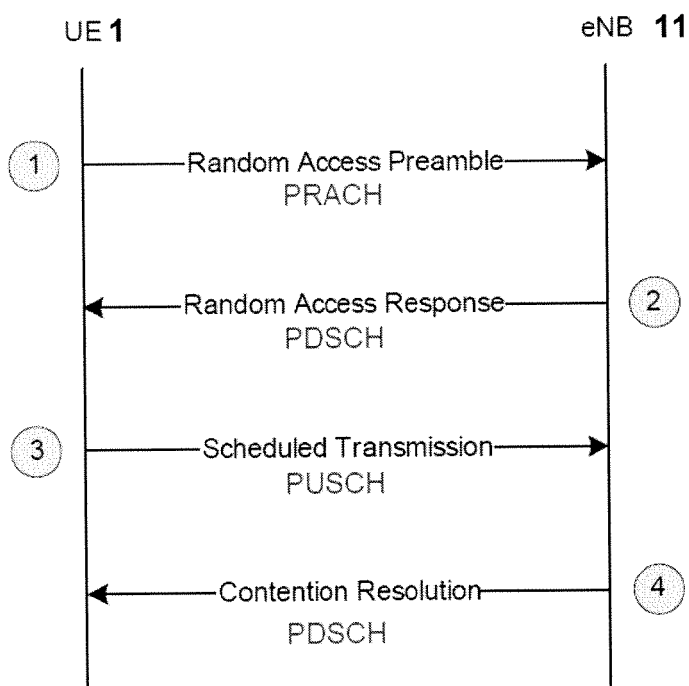 UE 1
eNB 11
1
Random Access Preamble
PRACH
Random Access Response
2
PDSCH
3
Scheduled Transmission
PUSCH
Contention Resolution
4
PDSCH